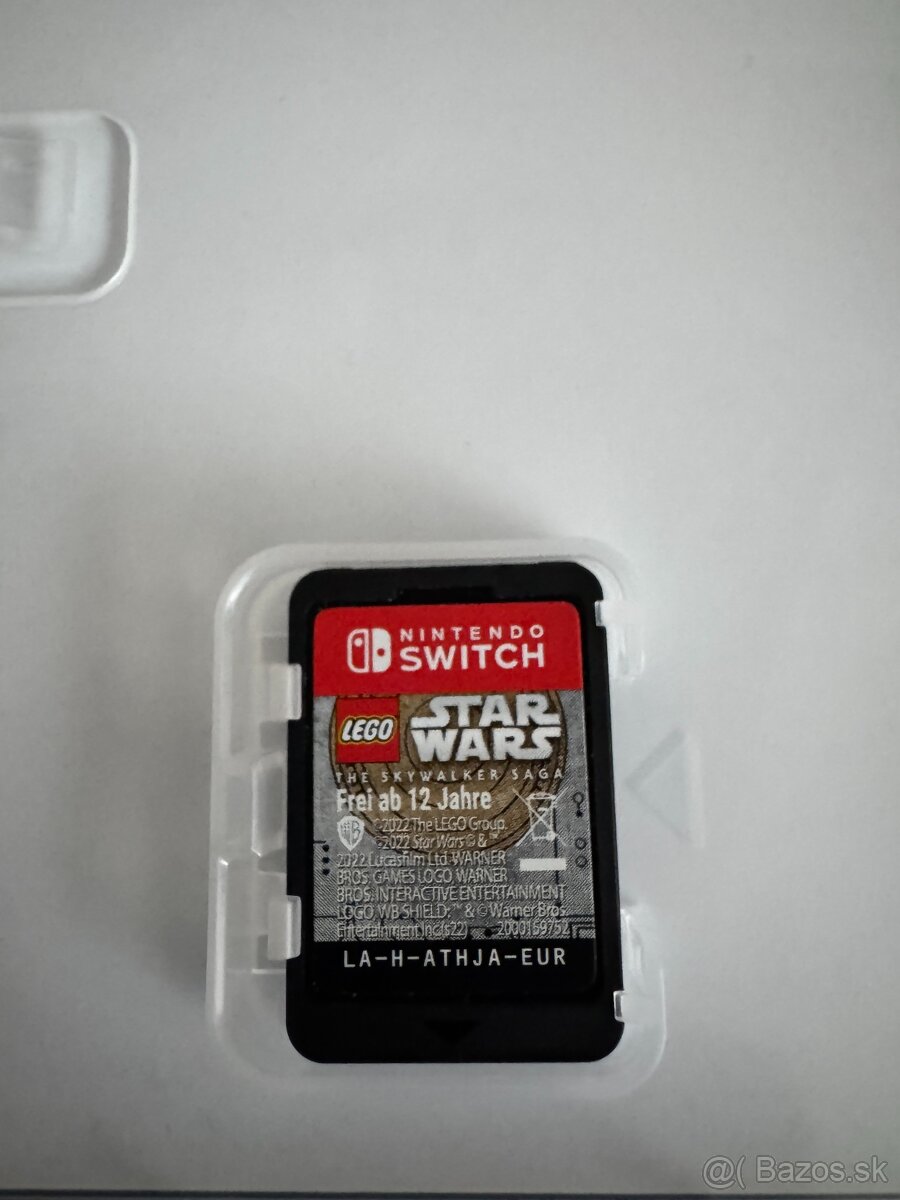 NINTENDO
SWITCH
LEGO
STAR
WARS
THE SKYWALKER SAGA
Frei ab 12 Jahre
©2022 The LEGO Group.
©2022 Star Wars © &™
2022 Lucasfilm Ltd. WARNER
BROS. GAMES LOGO, WARNER
BROS. INTERACTIVE ENTERTAINMENT
LOGO, WB SHIELD: ™ & © Warner Bros.
Entertainment Inc. (s22) 2000159752
LA-H-ATHJA-EUR
@( Bazos.sk